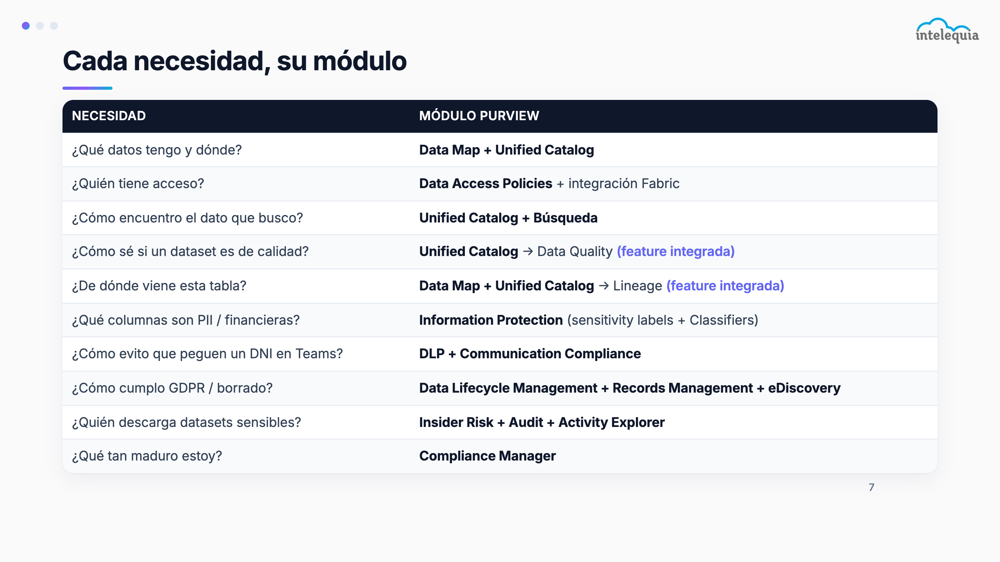 intelequia
Cada necesidad, su módulo
NECESIDAD MÓDULO PURVIEW
¿Qué datos tengo y dónde? Data Map + Unified Catalog
¿Quién tiene acceso? Data Access Policies + integración Fabric
¿Cómo encuentro el dato que busco? Unified Catalog + Búsqueda
¿Cómo sé si un dataset es de calidad? Unified Catalog → Data Quality (feature integrada)
¿De dónde viene esta tabla? Data Map + Unified Catalog → Lineage (feature integrada)
¿Qué columnas son PII / financieras? Information Protection (sensitivity labels + Classifiers)
¿Cómo evito que peguen un DNI en Teams? DLP + Communication Compliance
¿Cómo cumplo GDPR / borrado? Data Lifecycle Management + Records Management + eDiscovery
¿Quién descarga datasets sensibles? Insider Risk + Audit + Activity Explorer
¿Qué tan maduro estoy? Compliance Manager
7